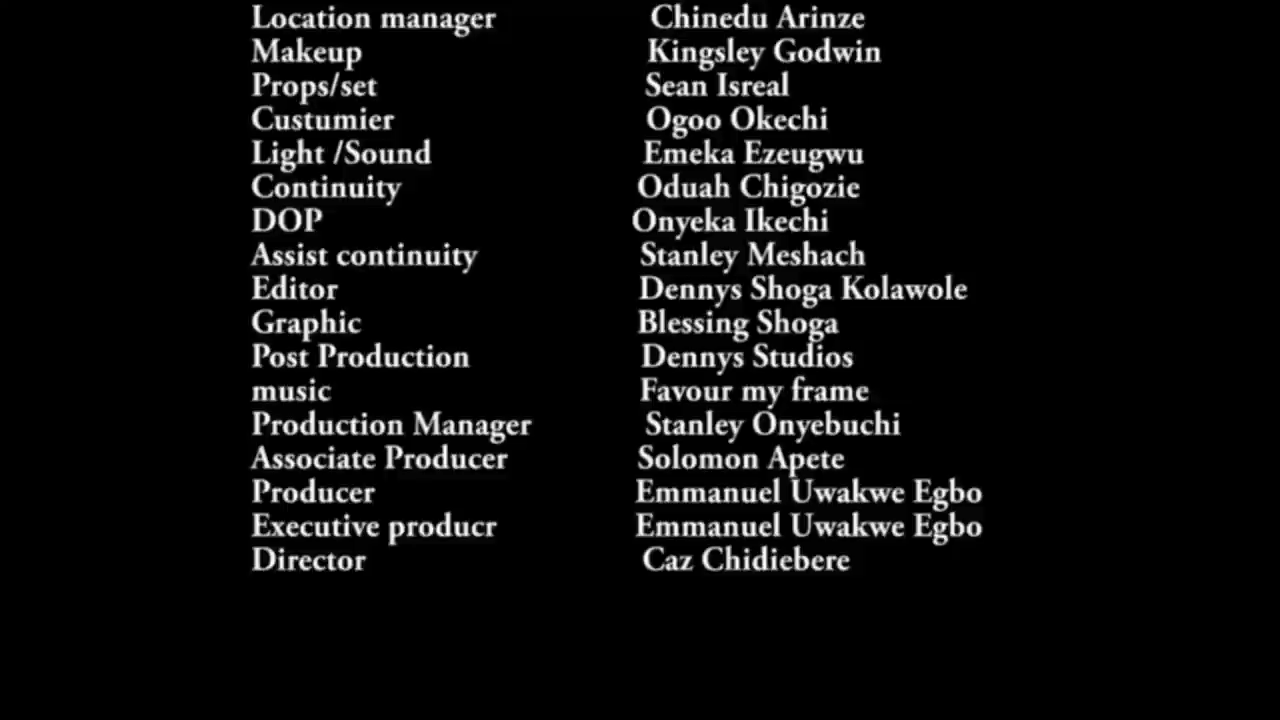 Location manager Chinedu Arinze
Makeup Kingsley Godwin
Props/set Sean Isreal
Custumier Ogoo Okechi
Light /Sound Emeka Ezeugwu
Continuity Oduah Chigozie
DOP Onyeka Ikechi
Assist continuity Stanley Meshach
Editor Dennys Shoga Kolawole
Graphic Blessing Shoga
Post Production Dennys Studios
music Favour my frame
Production Manager Stanley Onyebuchi
Associate Producer Solomon Apete
Producer Emmanuel Uwakwe Egbo
Executive producr Emmanuel Uwakwe Egbo
Director Caz Chidiebere